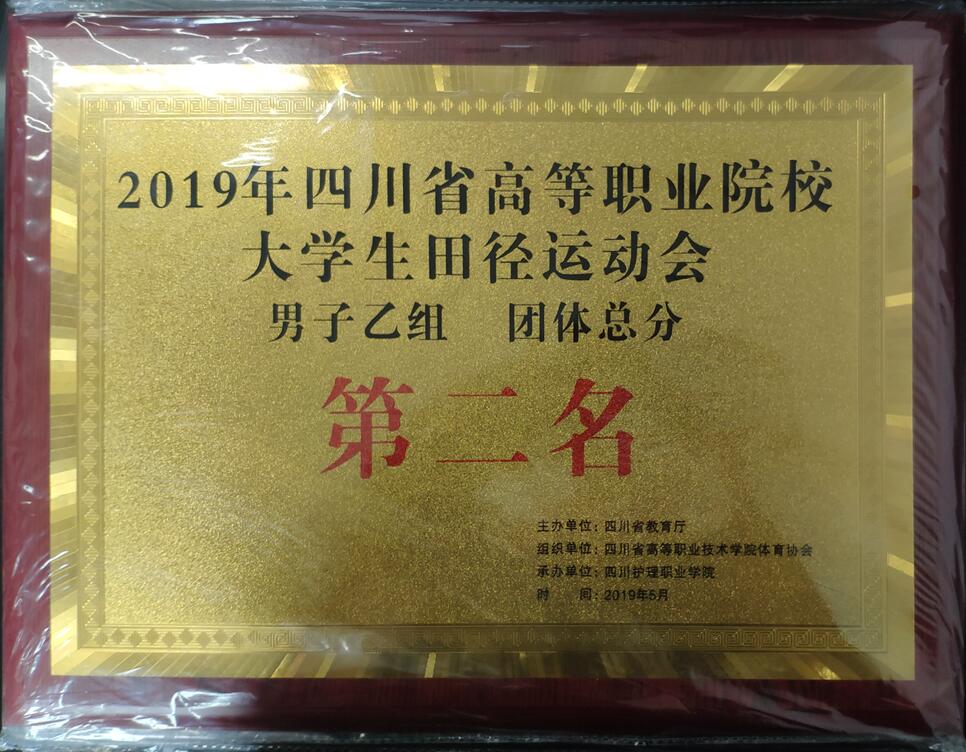 2019年四川省高等职业院校
大学生田径运动会
男子乙组 团体总分
第二名
主办单位：四川省教育厅
组织单位：四川省高等职业技术学院体育协会
承办单位：四川护理职业学院
时 间：2019年5月